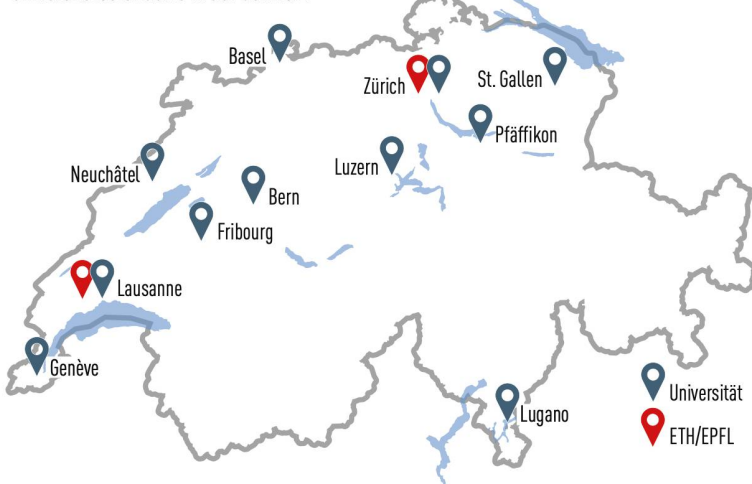 Basel
Zürich
St. Gallen
Pfäffikon
Luzern
Neuchâtel
Bern
Fribourg
Lausanne
Genève
Lugano
Universität
ETH/EPFL